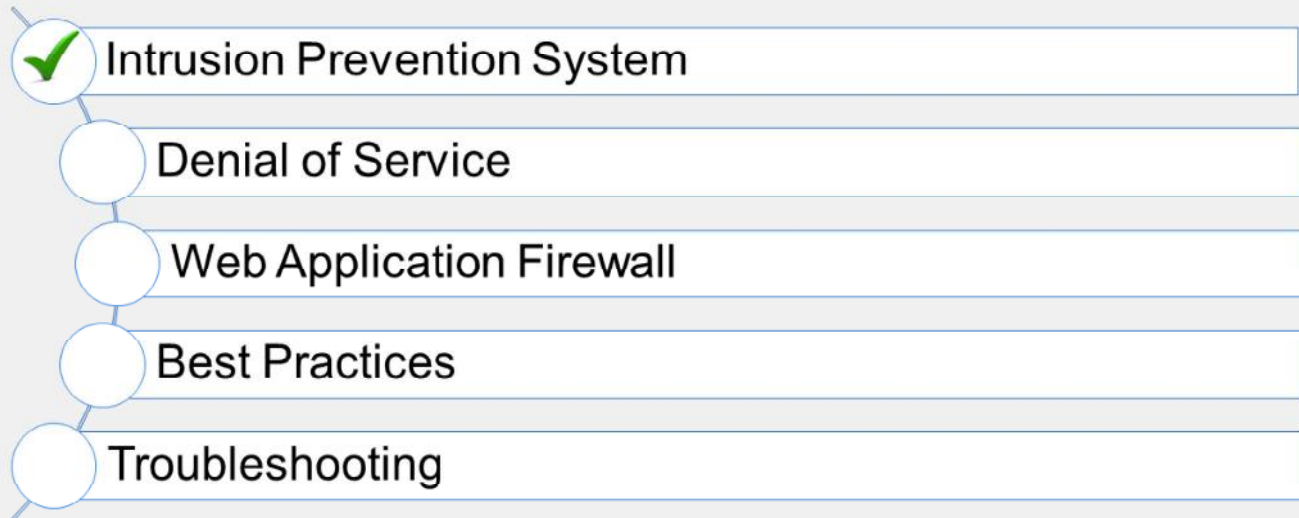 Intrusion Prevention System
Denial of Service
Web Application Firewall
Best Practices
Troubleshooting